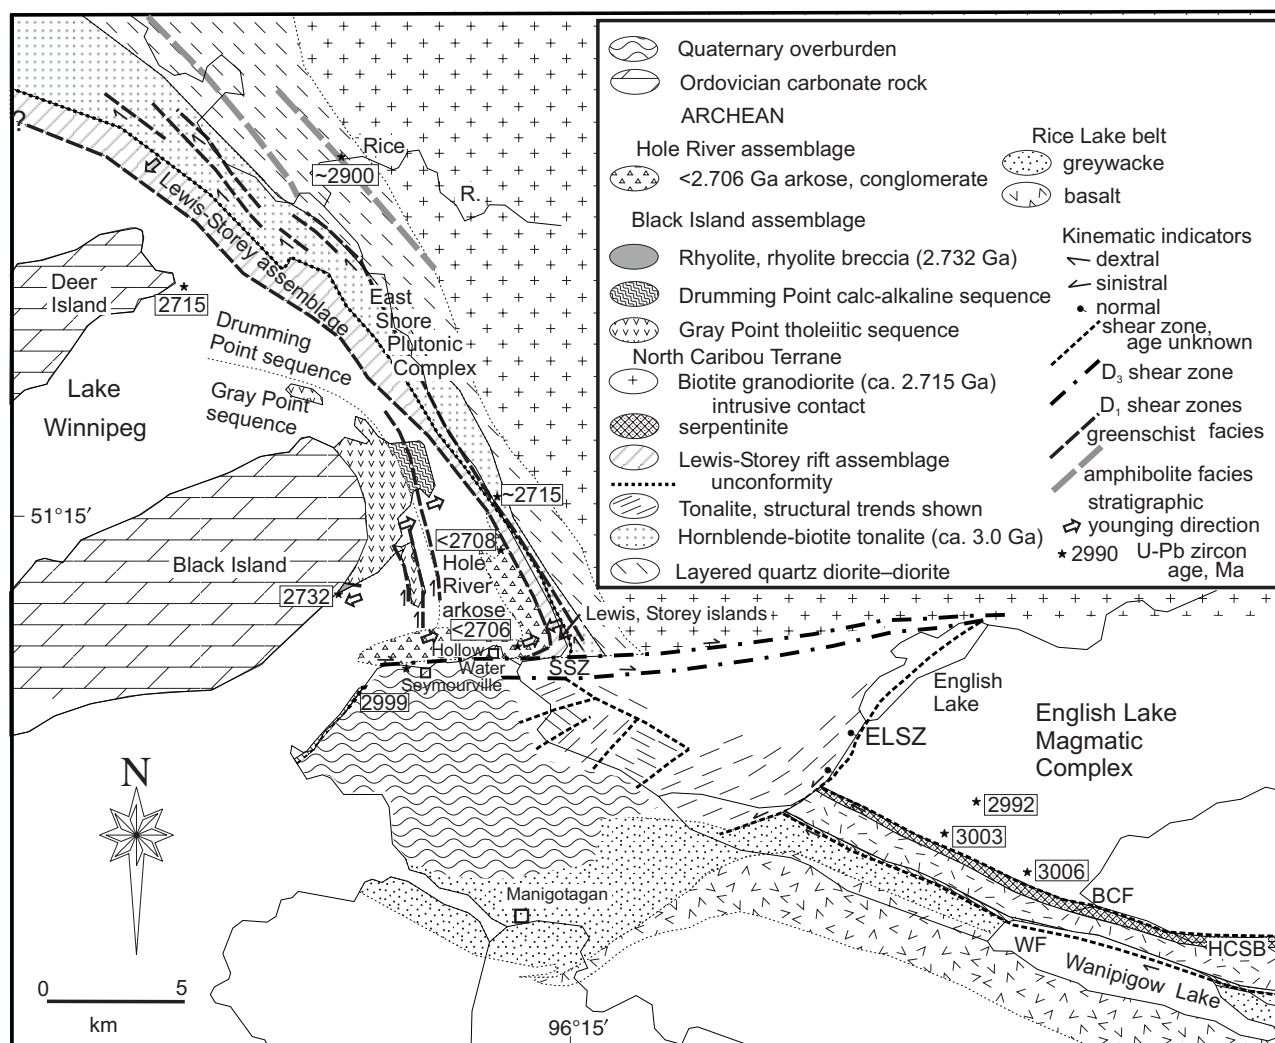 ?
Rice
~2900
R.
Lewis-Storey assemblage
Deer
Island
2715
East
Shore
Plutonic
Complex
Drumming
Point sequence
Gray Point
sequence
Lake
Winnipeg
51°15′
~2715
<2708
Hole
River
arkose
<2706
Black Island
2732
Lewis, Storey islands
Hollow
Water
Seymourville
SSZ
2999
English
Lake
ELSZ
English Lake
Magmatic
Complex
2992
3003
3006
BCF
HCSB
WF
Wanipigow Lake
Manigotagan
N
0 5
km
96°15′
Quaternary overburden
Ordovician carbonate rock
ARCHEAN
Hole River assemblage
<2.706 Ga arkose, conglomerate
Black Island assemblage
Rhyolite, rhyolite breccia (2.732 Ga)
Drumming Point calc-alkaline sequence
Gray Point tholeiitic sequence
North Caribou Terrane
Biotite granodiorite (ca. 2.715 Ga)
intrusive contact
serpentinite
Lewis-Storey rift assemblage
unconformity
Tonalite, structural trends shown
Hornblende-biotite tonalite (ca. 3.0 Ga)
Layered quartz diorite–diorite
Rice Lake belt
greywacke
basalt
Kinematic indicators
dextral
sinistral
normal
shear zone,
age unknown
D3 shear zone
D1 shear zones
greenschist facies
amphibolite facies
stratigraphic
younging direction
2990 U-Pb zircon
age, Ma